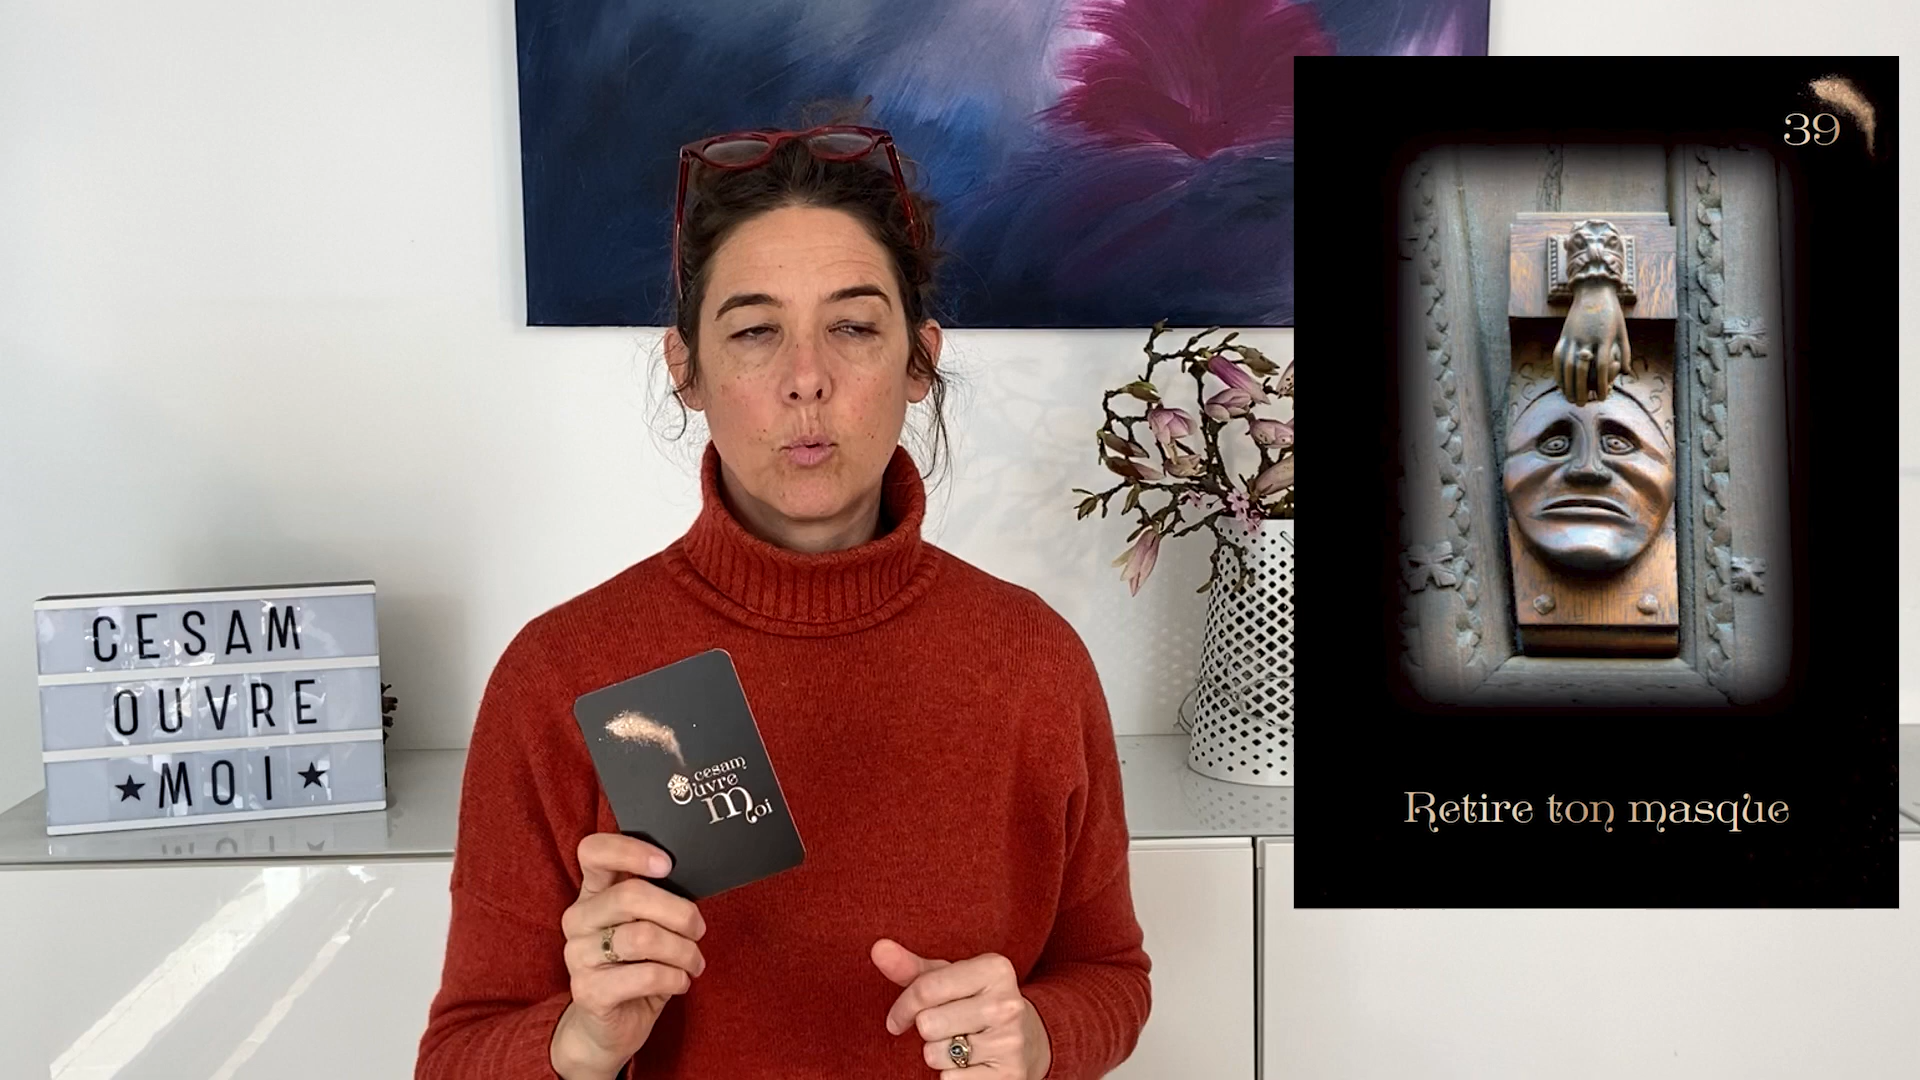 CESAM
OUVRE
★MOI★
cesam
Ouvre
Moi
39
Retire ton masque